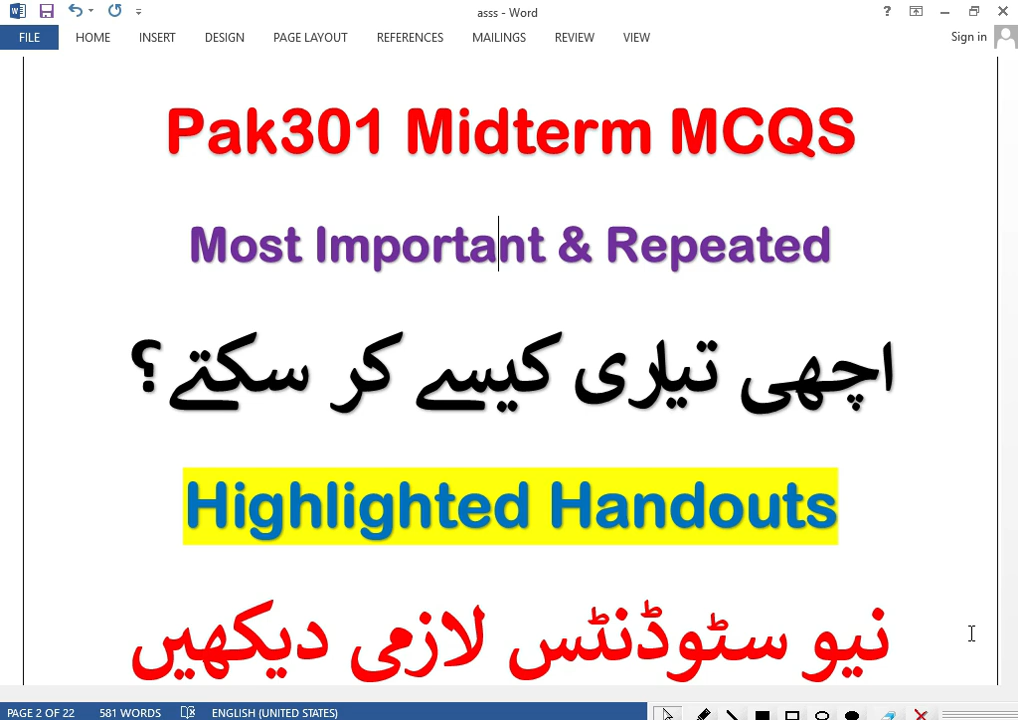 asss - Word
FILE HOME INSERT DESIGN PAGE LAYOUT REFERENCES MAILINGS REVIEW VIEW Sign in
Pak301 Midterm MCQS
Most Important & Repeated
اچھی تیاری کیسے کر سکتے؟
Highlighted Handouts
نیو سٹوڈنٹس لازمی دیکھیں
PAGE 2 OF 22 581 WORDS ENGLISH (UNITED STATES)